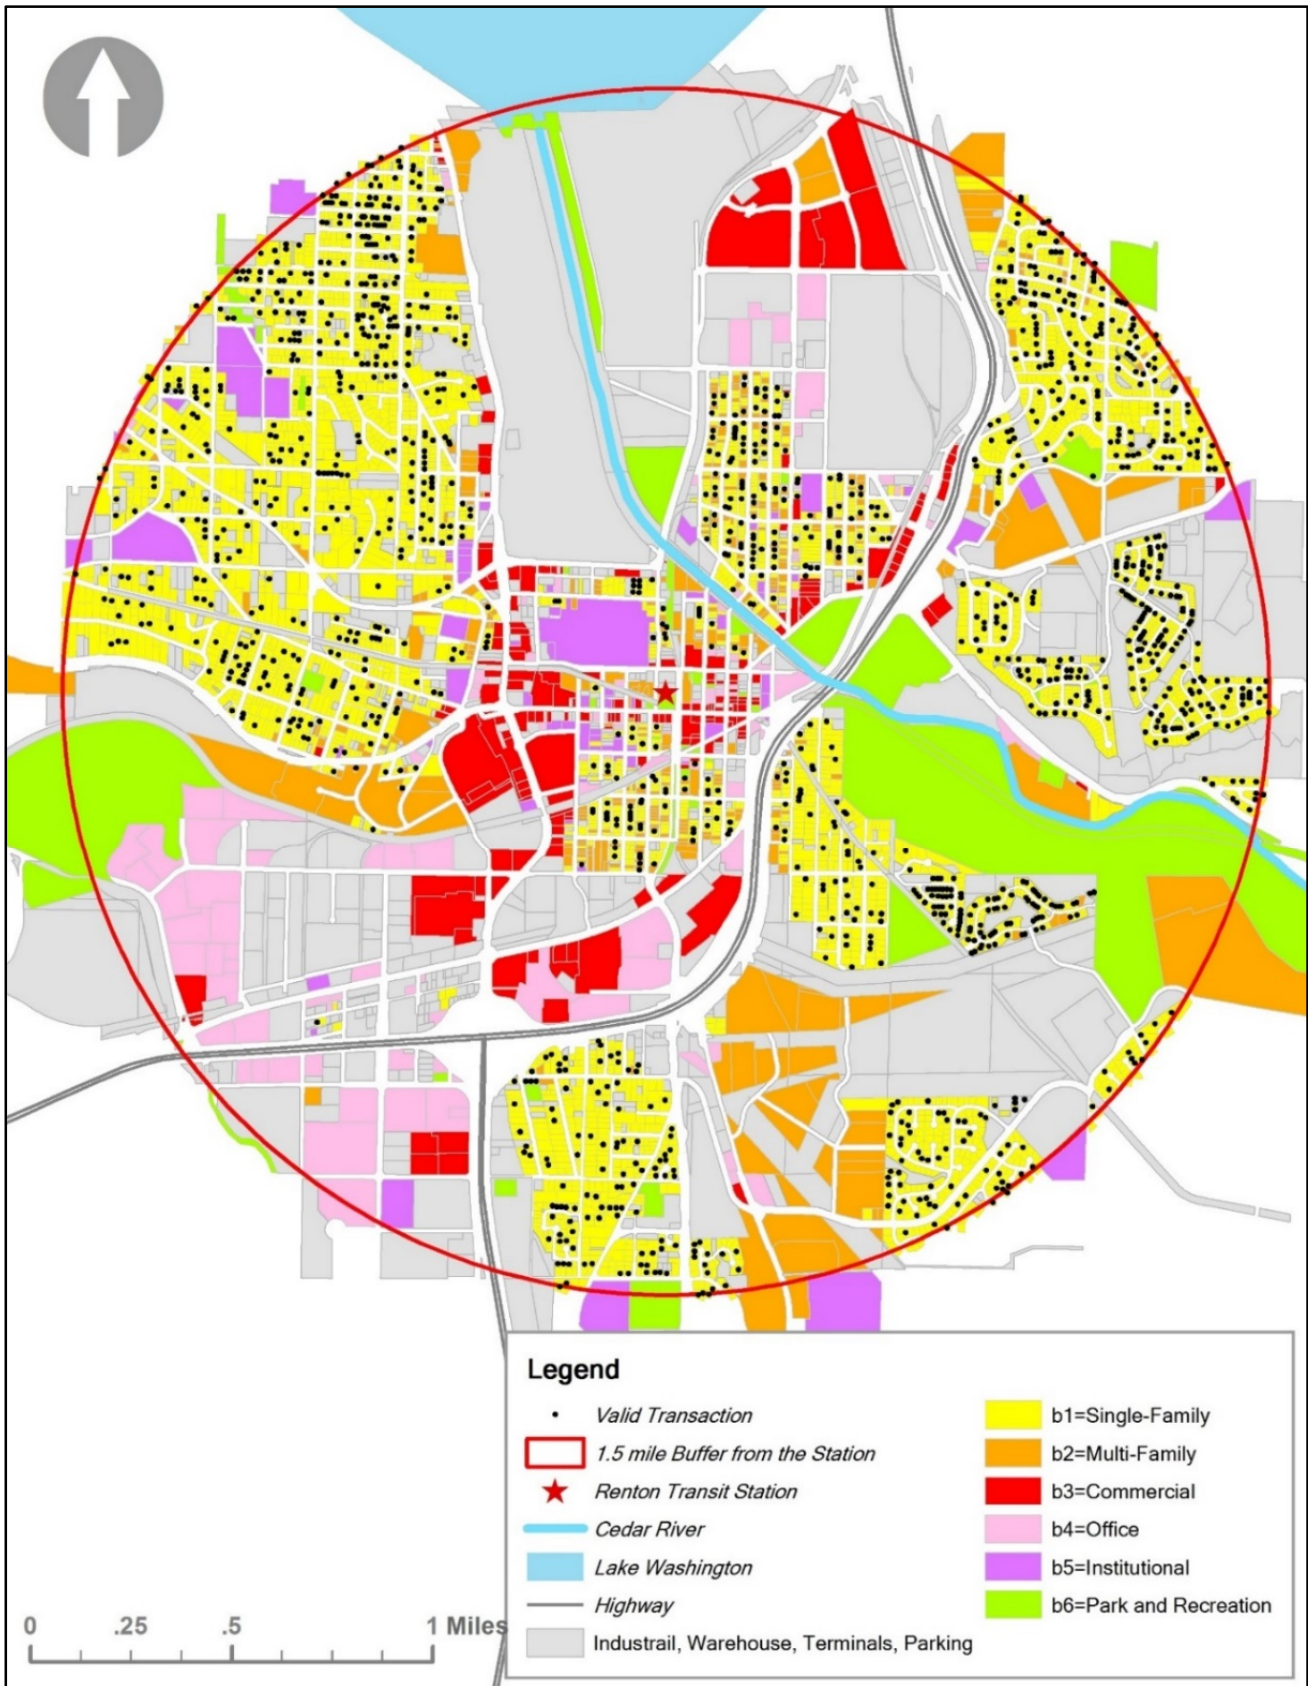 Legend
Valid Transaction
1.5 mile Buffer from the Station
Renton Transit Station
Cedar River
Lake Washington
Highway
Industrail, Warehouse, Terminals, Parking
b1=Single-Family
b2=Multi-Family
b3=Commercial
b4=Office
b5=Institutional
b6=Park and Recreation
0 .25 .5 1 Miles